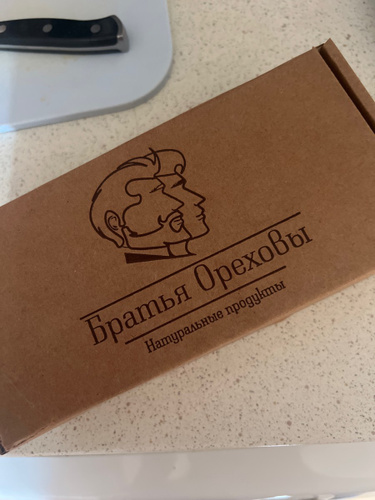 Братья Ореховы
Натуральные продукты